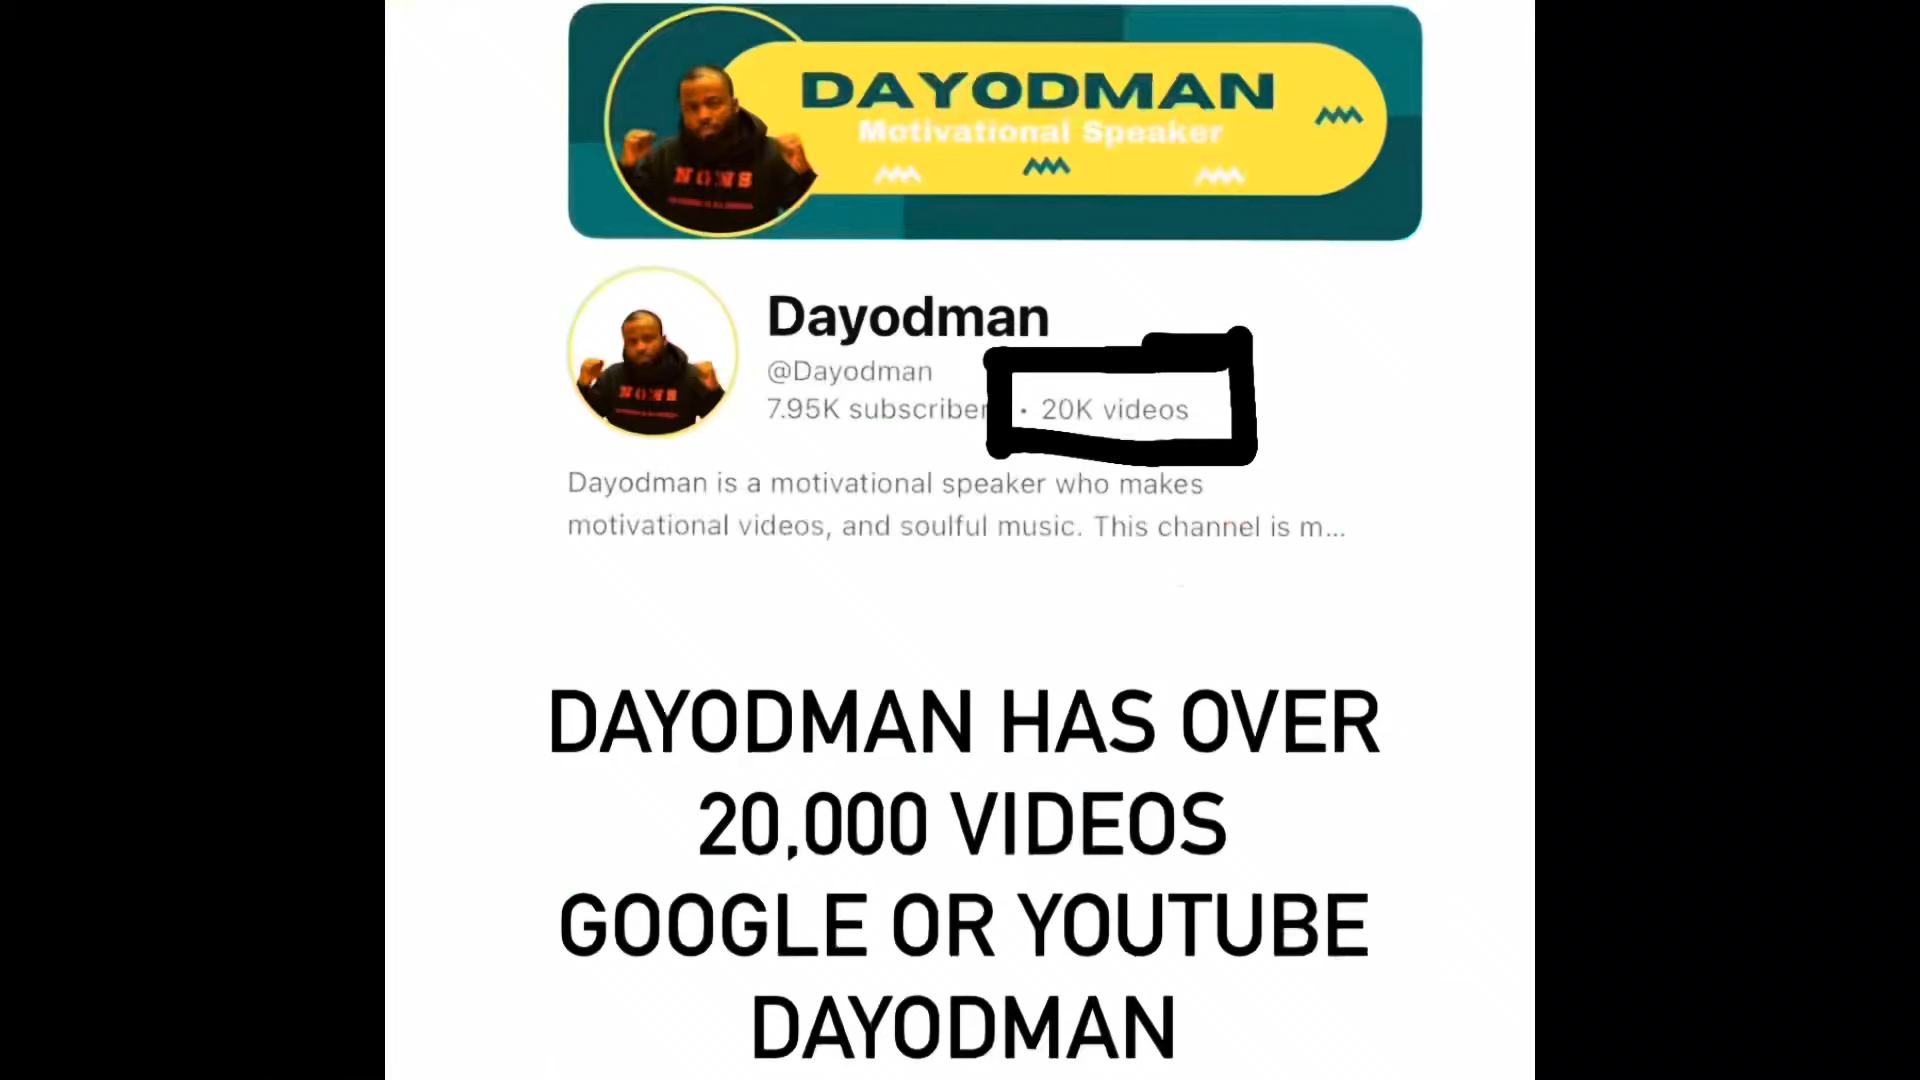 DAYODMAN
Motivational Speaker
Dayodman
@Dayodman
7.95K subscriber • 20K videos
Dayodman is a motivational speaker who makes
motivational videos, and soulful music. This channel is m...
DAYODMAN HAS OVER
20,000 VIDEOS
GOOGLE OR YOUTUBE
DAYODMAN